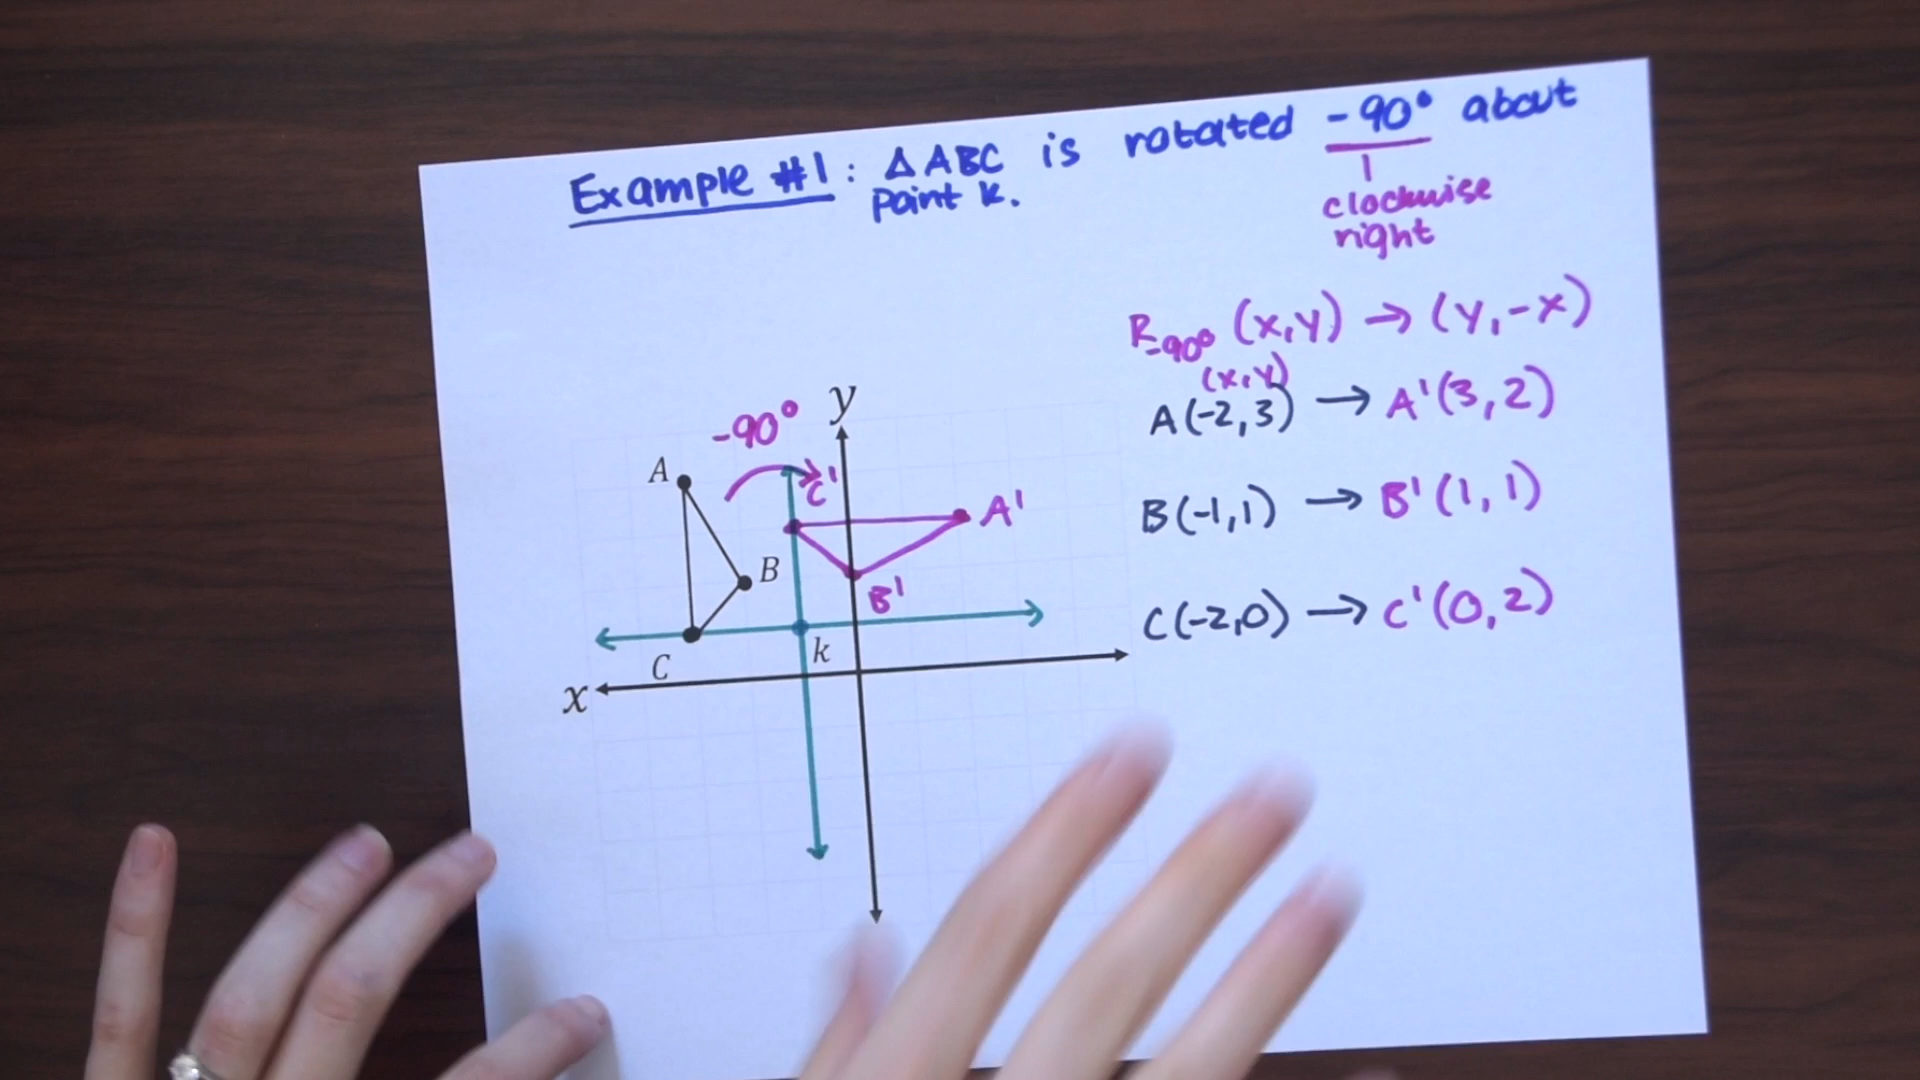 Example #1 : △ABC is rotated -90° about
point k.
clockwise
right
R-90° (x,y) → (y,-x)
(x,y)
A(-2,3) → A'(3,2)
B(-1,1) → B'(1,1)
C(-2,0) → C'(0,2)
y
-90°
A
C'
A'
B
B'
k
C
x